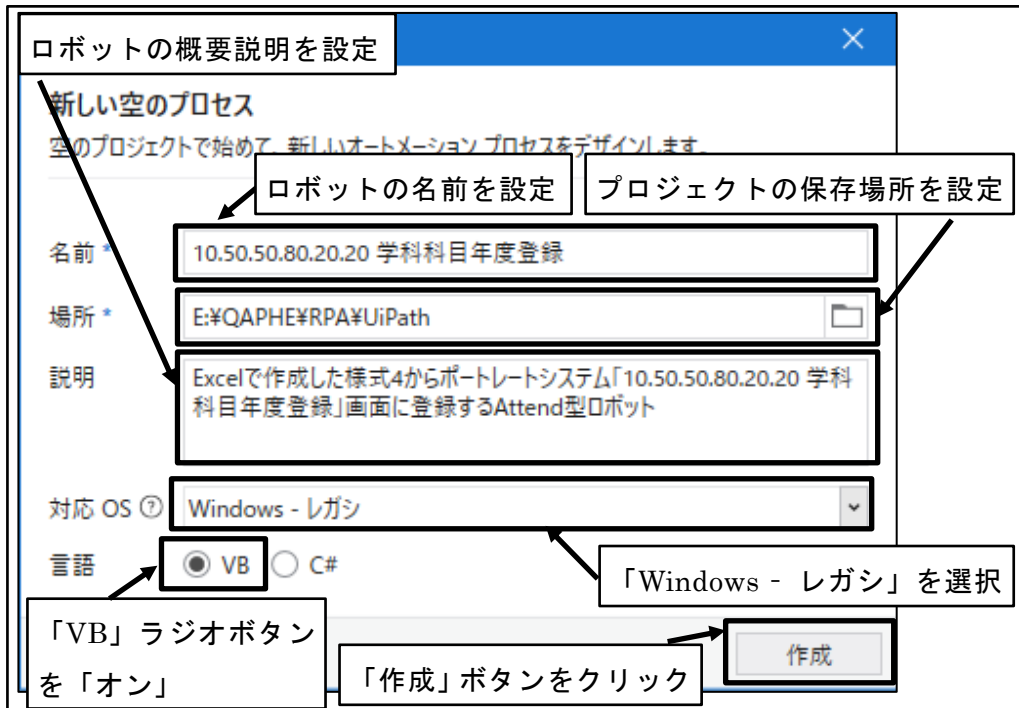 ロボットの概要説明を設定
新しい空のプロセス
空のプロジェクトで始めて、新しいオートメーション プロセスをデザインします。
ロボットの名前を設定
プロジェクトの保存場所を設定
名前 *
10.50.50.80.20.20 学科科目年度登録
場所 *
E:¥QAPHE¥RPA¥UiPath
説明
Excelで作成した様式4からポートレートシステム「10.50.50.80.20.20 学科
科目年度登録」画面に登録するAttend型ロボット
対応 OS ?
Windows - レガシ
言語
VB
C#
「Windows‐レガシ」を選択
「VB」ラジオボタン
を「オン」
「作成」ボタンをクリック
作成